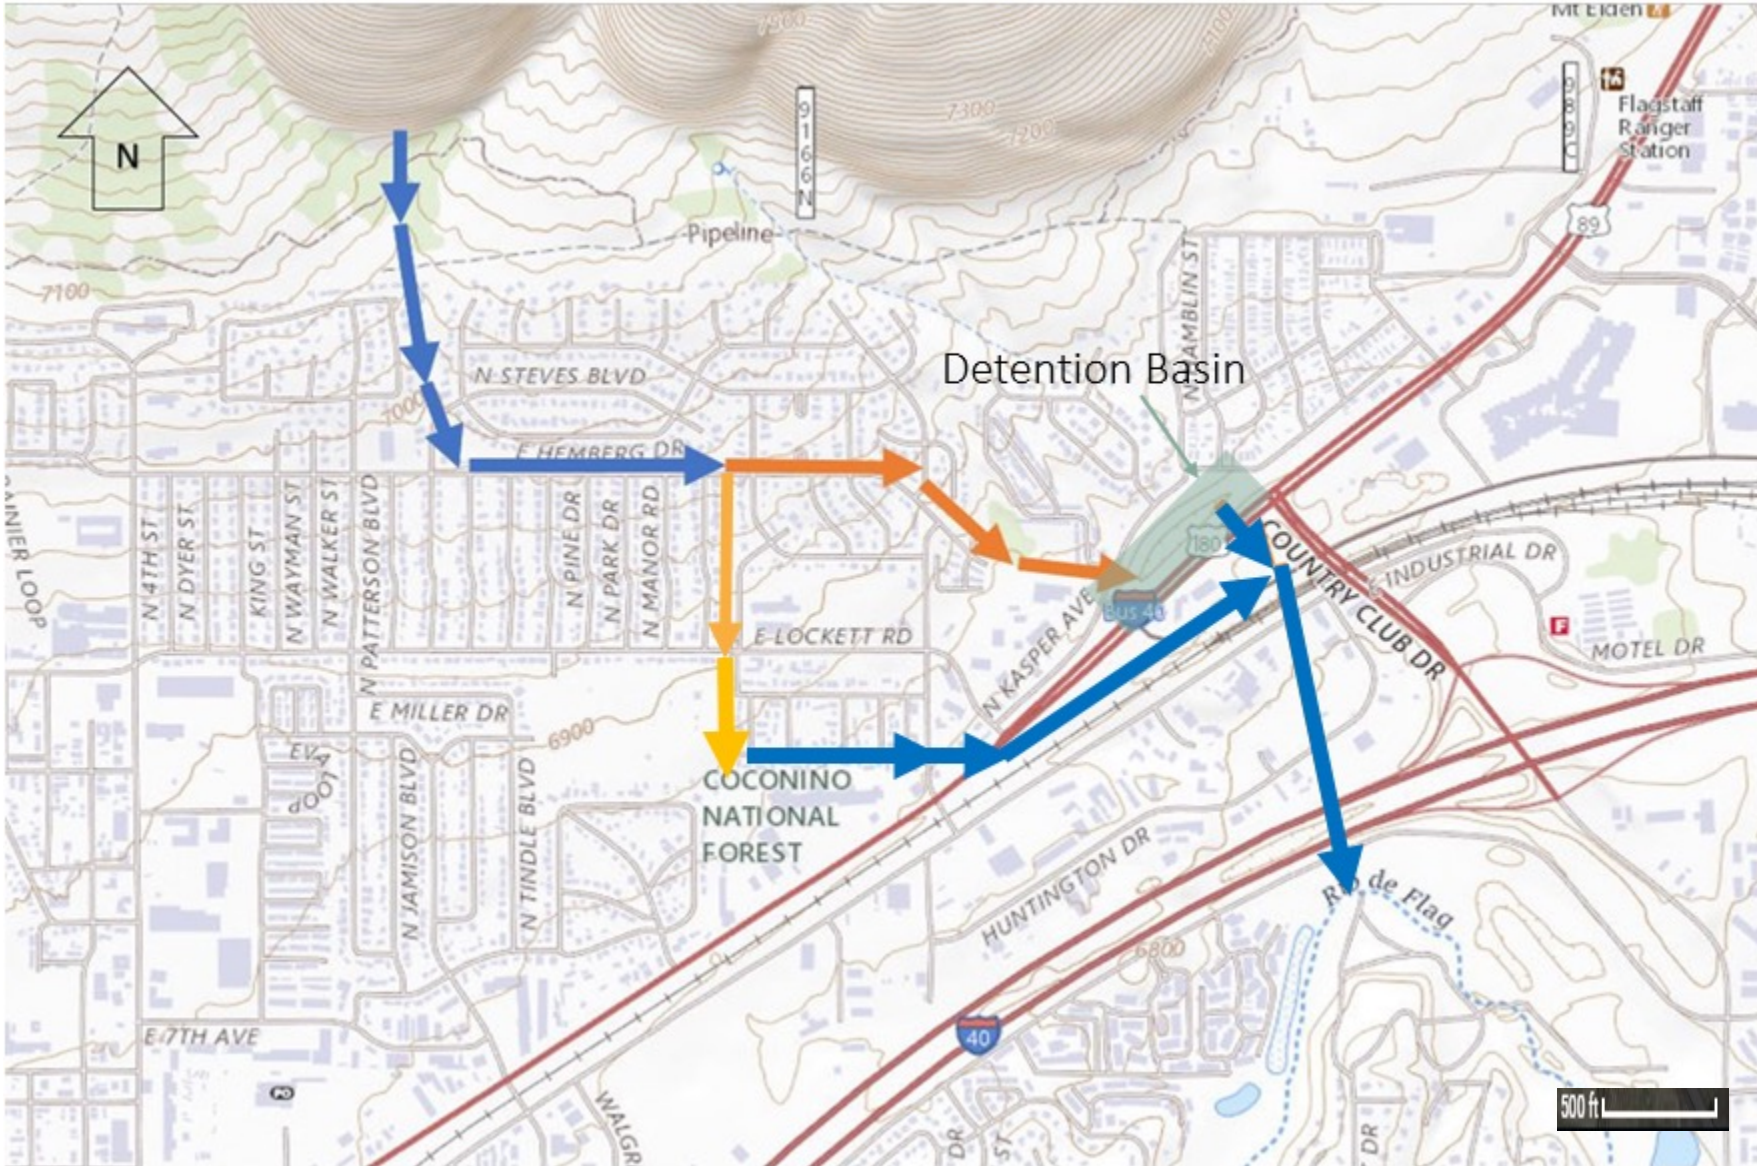 Mt Elden
7500
7100
9166N
989C
Flagstaff
Ranger
Station
N
7300
7200
89
Pipeline
7100
N STEVES BLVD
Detention Basin
7000
E HEMBERG DR
N 4TH ST
N DYER ST
KING ST
N WAYMAN ST
N WALKER ST
N PATTERSON BLVD
N PINE DR
N PARK DR
N MANOR RD
180
COUNTRY CLUB DR
E INDUSTRIAL DR
LOOP
Bus 40
E LOCKETT RD
N KASPER AVE
F
MOTEL DR
E MILLER DR
6900
EVA
LOOP
N JAMISON BLVD
N TINDLE BLVD
COCONINO
NATIONAL
FOREST
HUNTINGTON DR
Rio de Flag
6800
E 7TH AVE
40
PO
WALGR
DR
ST
DR
500 ft